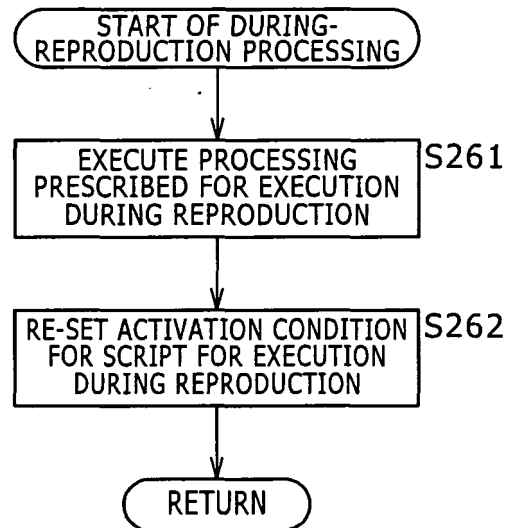 START OF DURING-
REPRODUCTION PROCESSING
EXECUTE PROCESSING
PRESCRIBED FOR EXECUTION
DURING REPRODUCTION
S261
RE-SET ACTIVATION CONDITION
FOR SCRIPT FOR EXECUTION
DURING REPRODUCTION
S262
RETURN